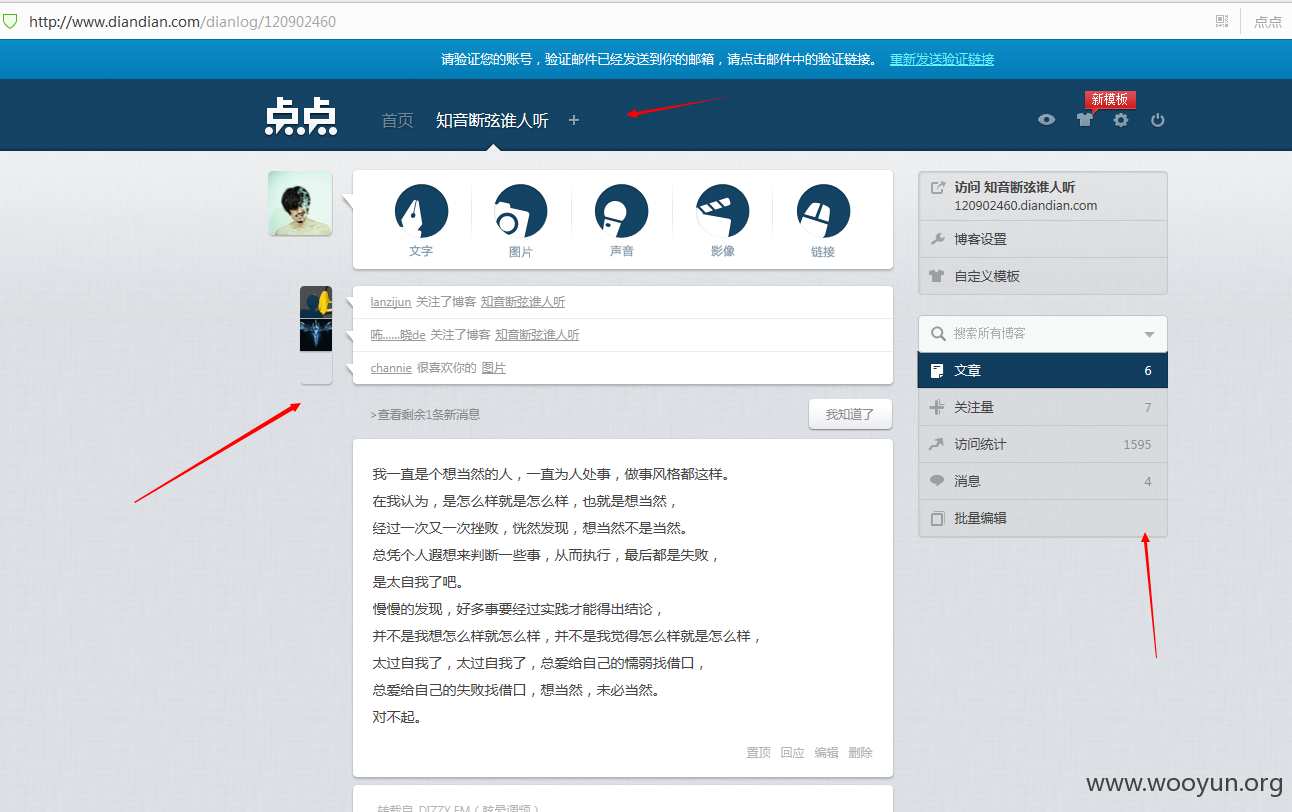 http://www.diandian.com/dianlog/120902460
点点
请验证您的账号，验证邮件已经发送到你的邮箱，请点击邮件中的验证链接。 重新发送验证链接
点点 首页 知音断弦谁人听 +
新模板
文字 图片 声音 影像 链接
访问 知音断弦谁人听
120902460.diandian.com
博客设置
自定义模板
lanzijun 关注了博客 知音断弦谁人听
咘......晓de 关注了博客 知音断弦谁人听
channie 很喜欢你的 图片
>查看剩余1条新消息
我知道了
搜索所有博客
文章 6
关注量 7
访问统计 1595
消息 4
批量编辑
我一直是个想当然的人，一直为人处事，做事风格都这样。
在我认为，是怎么样就是怎么样，也就是想当然，
经过一次又一次挫败，恍然发现，想当然不是当然。
总凭个人遐想来判断一些事，从而执行，最后都是失败，
是太自我了吧。
慢慢的发现，好多事要经过实践才能得出结论，
并不是我想怎么样就怎么样，并不是我觉得怎么样就是怎么样，
太过自我了，太过自我了，总爱给自己的懦弱找借口，
总爱给自己的失败找借口，想当然，未必当然。
对不起。
置顶 回应 编辑 删除
转载自 DIZZY.FM（眩晕调频）
www.wooyun.org